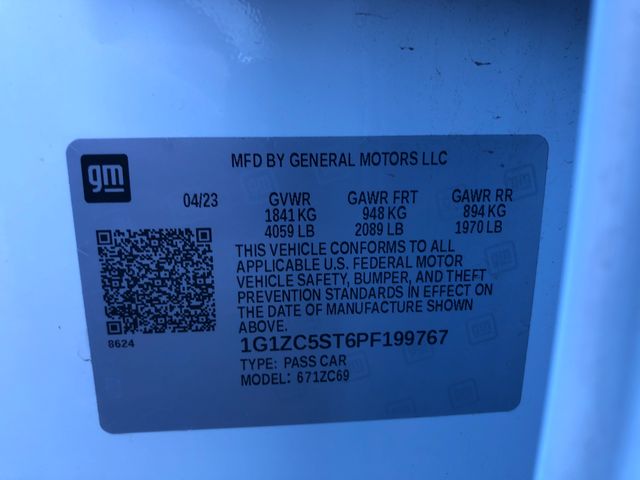 gm
MFD BY GENERAL MOTORS LLC
04/23 GVWR GAWR FRT GAWR RR
1841 KG 948 KG 894 KG
4059 LB 2089 LB 1970 LB
THIS VEHICLE CONFORMS TO ALL
APPLICABLE U.S. FEDERAL MOTOR
VEHICLE SAFETY, BUMPER, AND THEFT
PREVENTION STANDARDS IN EFFECT ON
THE DATE OF MANUFACTURE SHOWN
ABOVE.
8624
1G1ZC5ST6PF199767
TYPE: PASS CAR
MODEL: 671ZC69